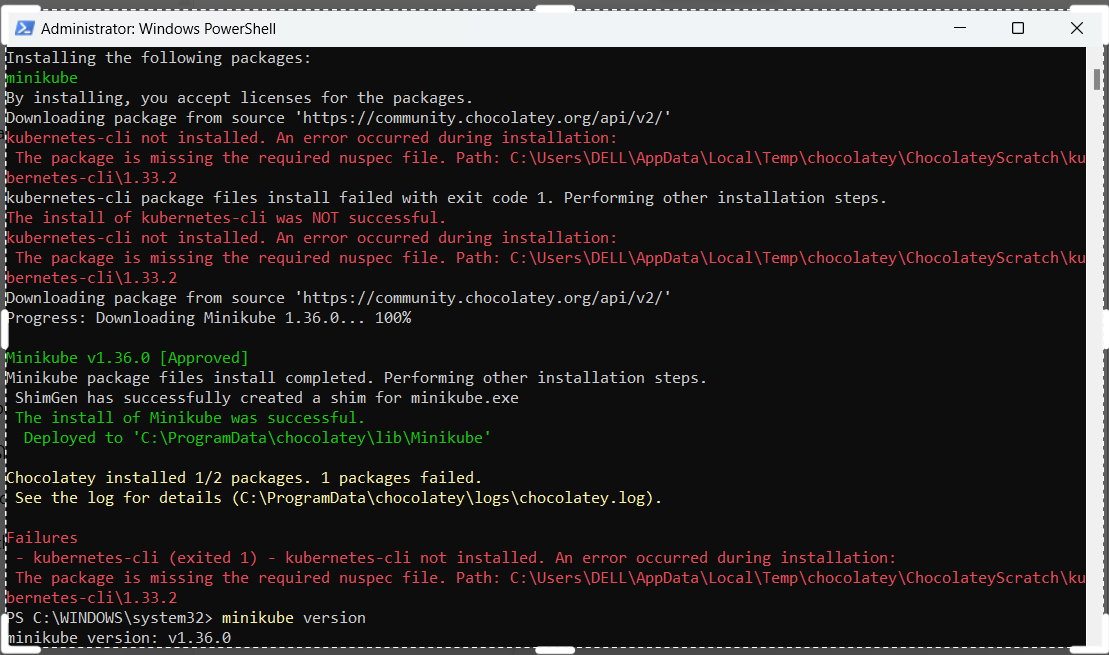 Administrator: Windows PowerShell
Installing the following packages:
minikube
By installing, you accept licenses for the packages.
Downloading package from source 'https://community.chocolatey.org/api/v2/'
kubernetes-cli not installed. An error occurred during installation:
 The package is missing the required nuspec file. Path: C:\Users\DELL\AppData\Local\Temp\chocolatey\ChocolateyScratch\ku
bernetes-cli\1.33.2
kubernetes-cli package files install failed with exit code 1. Performing other installation steps.
The install of kubernetes-cli was NOT successful.
kubernetes-cli not installed. An error occurred during installation:
 The package is missing the required nuspec file. Path: C:\Users\DELL\AppData\Local\Temp\chocolatey\ChocolateyScratch\ku
bernetes-cli\1.33.2
Downloading package from source 'https://community.chocolatey.org/api/v2/'
Progress: Downloading Minikube 1.36.0... 100%
Minikube v1.36.0 [Approved]
Minikube package files install completed. Performing other installation steps.
 ShimGen has successfully created a shim for minikube.exe
 The install of Minikube was successful.
  Deployed to 'C:\ProgramData\chocolatey\lib\Minikube'
Chocolatey installed 1/2 packages. 1 packages failed.
 See the log for details (C:\ProgramData\chocolatey\logs\chocolatey.log).
Failures
 - kubernetes-cli (exited 1) - kubernetes-cli not installed. An error occurred during installation:
 The package is missing the required nuspec file. Path: C:\Users\DELL\AppData\Local\Temp\chocolatey\ChocolateyScratch\ku
bernetes-cli\1.33.2
PS C:\WINDOWS\system32> minikube version
minikube version: v1.36.0